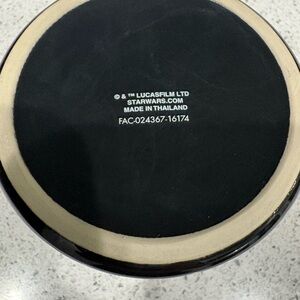 © & ™ LUCASFILM LTD
STARWARS.COM
MADE IN THAILAND
FAC-024367-16174